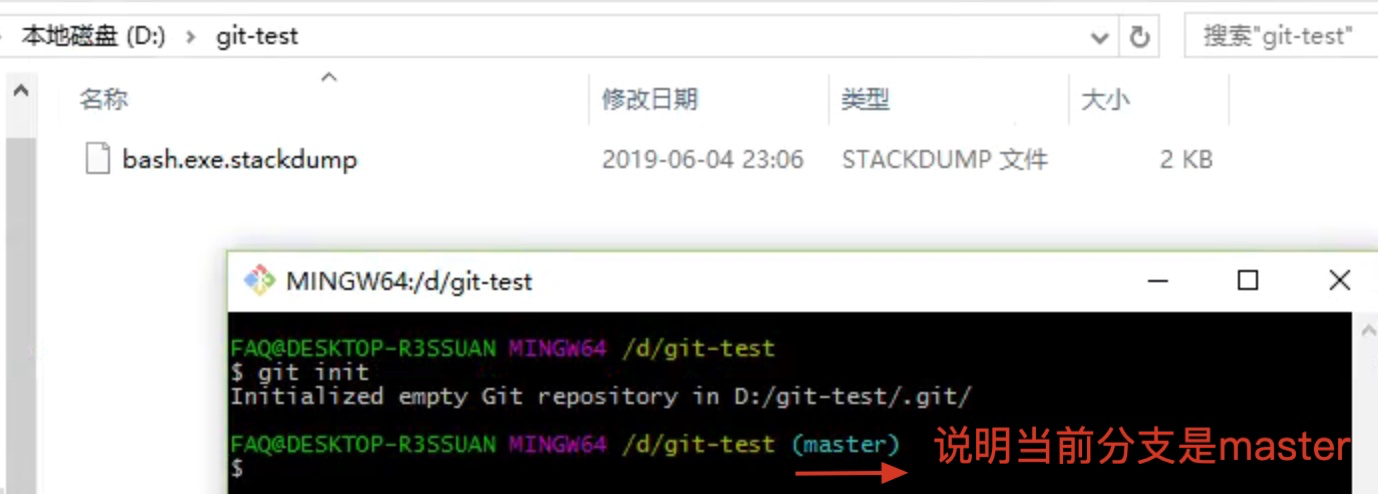 本地磁盘 (D:) > git-test 搜索"git-test"
名称 修改日期 类型 大小
bash.exe.stackdump 2019-06-04 23:06 STACKDUMP 文件 2 KB
MINGW64:/d/git-test
FAQ@DESKTOP-R3SSUAN MINGW64 /d/git-test
$ git init
Initialized empty Git repository in D:/git-test/.git/
FAQ@DESKTOP-R3SSUAN MINGW64 /d/git-test (master) 说明当前分支是master
$